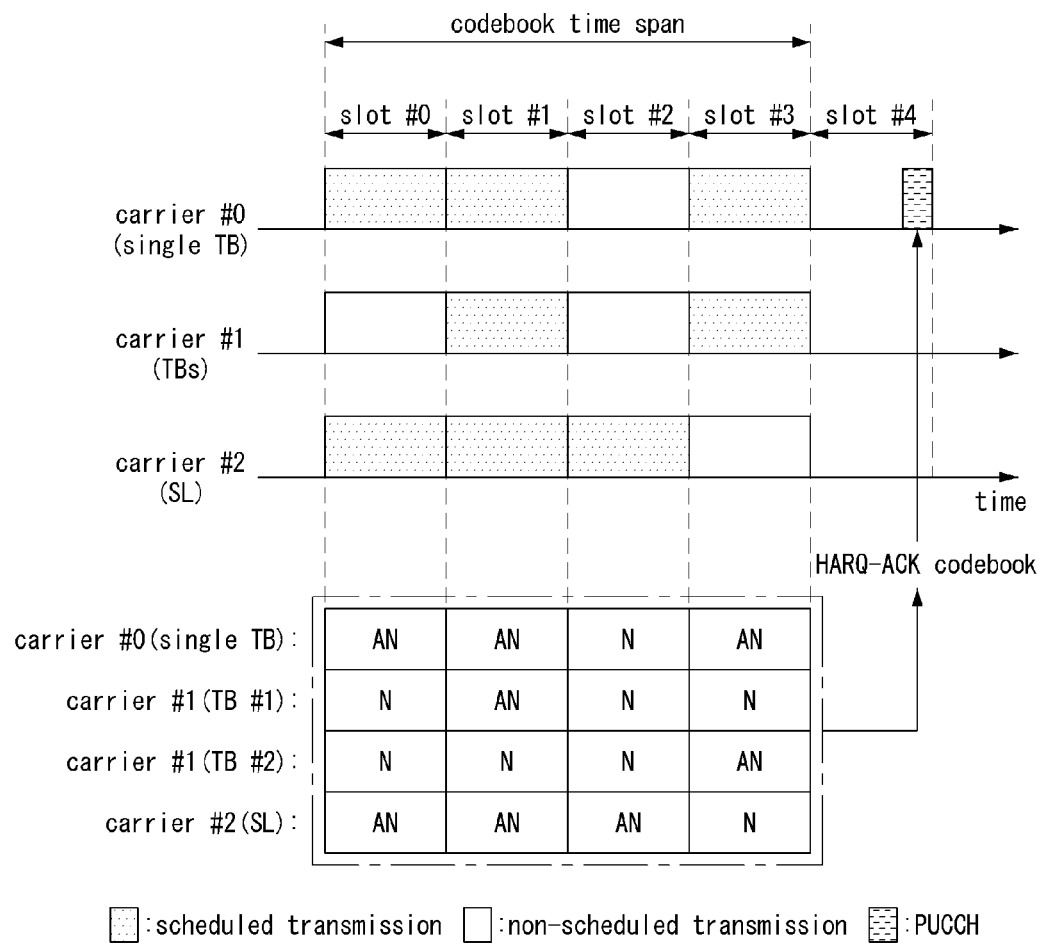 codebook time span
slot #0 slot #1 slot #2 slot #3 slot #4
carrier #0
(single TB)
carrier #1
(TBs)
carrier #2
(SL)
time
HARQ-ACK codebook
carrier #0(single TB): AN AN N AN
carrier #1(TB #1): N AN N N
carrier #1(TB #2): N N N AN
carrier #2(SL): AN AN AN N
:scheduled transmission :non-scheduled transmission :PUCCH